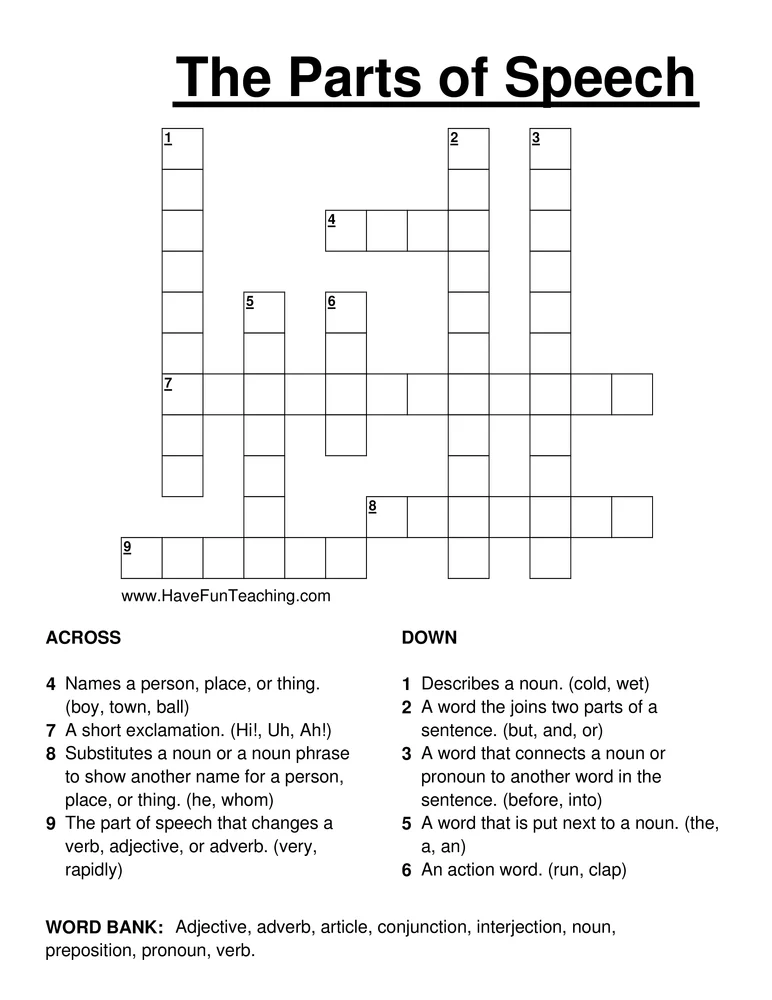 The Parts of Speech
1
2
3
4
5
6
7
8
9
www.HaveFunTeaching.com
ACROSS
4 Names a person, place, or thing.
(boy, town, ball)
7 A short exclamation. (Hi!, Uh, Ah!)
8 Substitutes a noun or a noun phrase
to show another name for a person,
place, or thing. (he, whom)
9 The part of speech that changes a
verb, adjective, or adverb. (very,
rapidly)
DOWN
1 Describes a noun. (cold, wet)
2 A word the joins two parts of a
sentence. (but, and, or)
3 A word that connects a noun or
pronoun to another word in the
sentence. (before, into)
5 A word that is put next to a noun. (the,
a, an)
6 An action word. (run, clap)
WORD BANK: Adjective, adverb, article, conjunction, interjection, noun,
preposition, pronoun, verb.